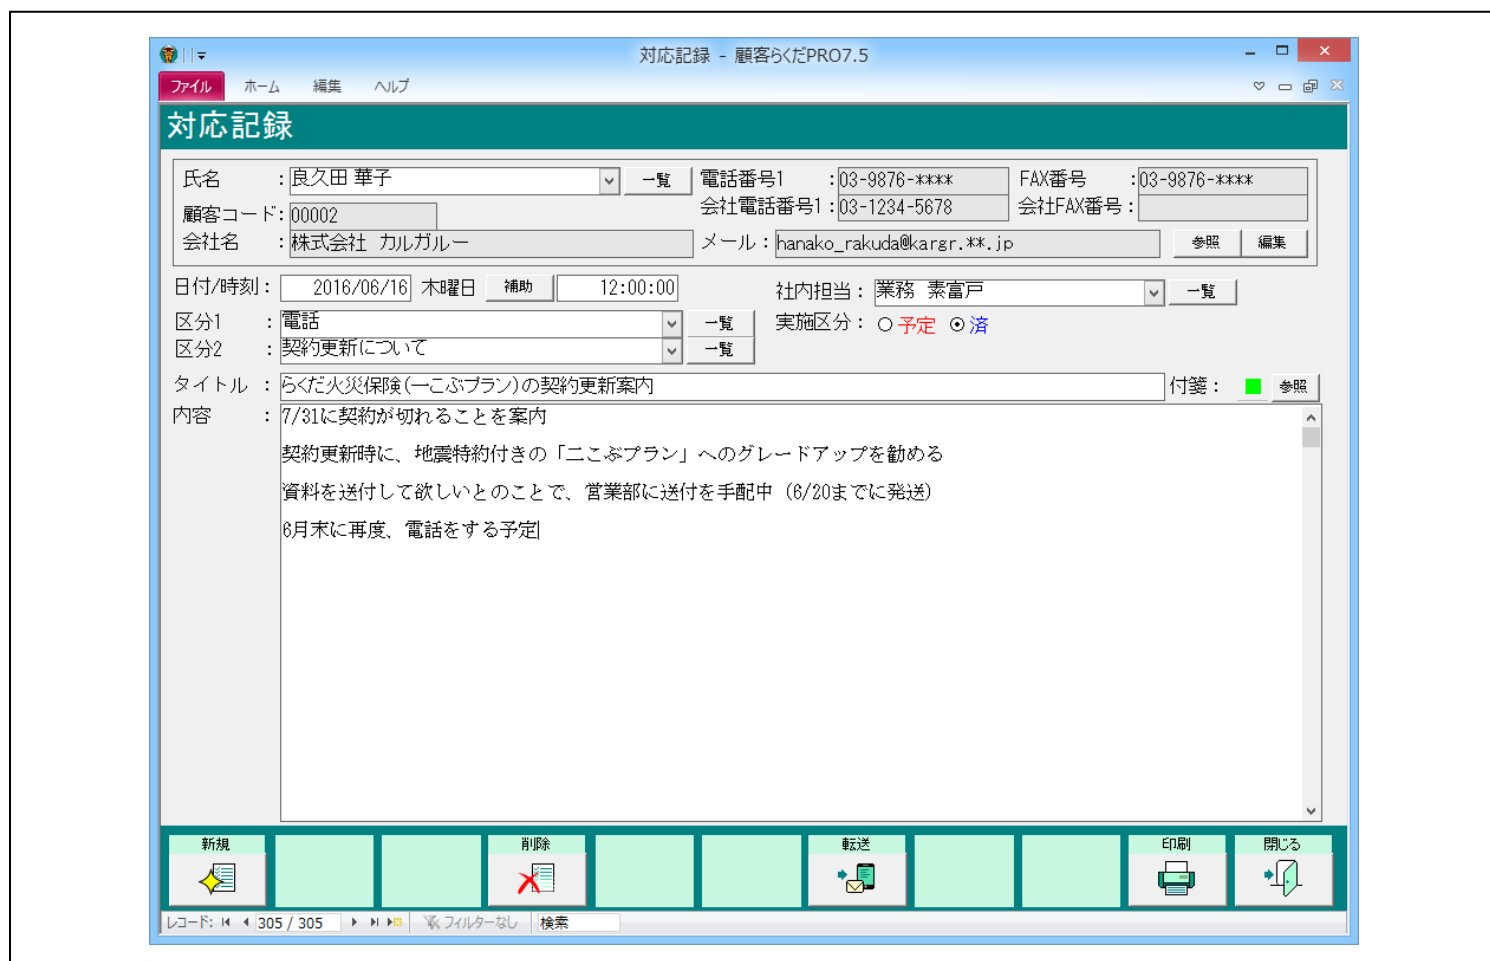 対応記録 - 顧客らくだPRO7.5
ファイル ホーム 編集 ヘルプ
対応記録
氏名 : 良久田 華子 一覧 電話番号1 : 03-9876-**** FAX番号 : 03-9876-****
顧客コード : 00002 会社電話番号1 : 03-1234-5678 会社FAX番号 :
会社名 : 株式会社 カルガルー メール : hanako_rakuda@kargr.**.jp 参照 編集
日付/時刻 : 2016/06/16 木曜日 補助 12:00:00 社内担当 : 業務 素富戸 一覧
区分1 : 電話 一覧 実施区分 : 予定 済
区分2 : 契約更新について 一覧
タイトル : らくだ火災保険(一こぶプラン)の契約更新案内 付箋 : 参照
内容 : 7/31に契約が切れることを案内
契約更新時に、地震特約付きの「二こぶプラン」へのグレードアップを勧める
資料を送付して欲しいとのことで、営業部に送付を手配中（6/20までに発送）
6月末に再度、電話をする予定
新規 削除 転送 印刷 閉じる
レコード: 305 / 305 フィルターなし 検索